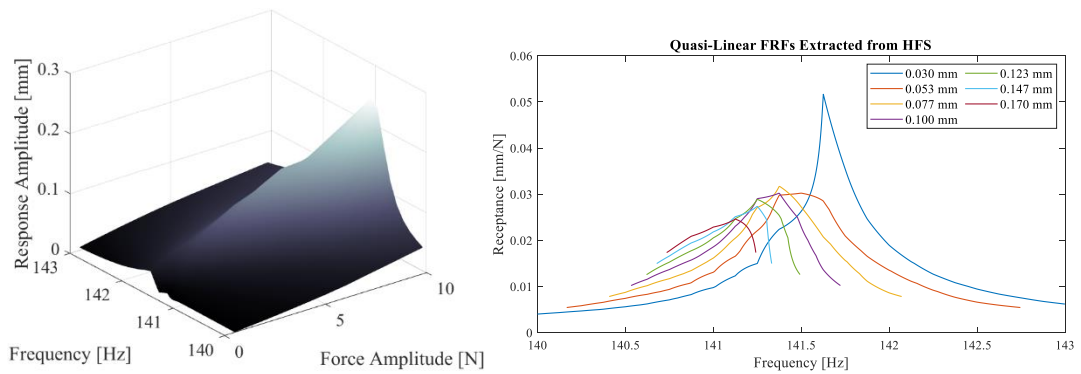 0.3
0.2
0.1
0
Response Amplitude [mm]
143
142
141
140
Frequency [Hz]
0
5
10
Force Amplitude [N]
Quasi-Linear FRFs Extracted from HFS
0.06
0.05
0.04
0.03
0.02
0.01
0
Receptance [mm/N]
0.030 mm
0.053 mm
0.077 mm
0.100 mm
0.123 mm
0.147 mm
0.170 mm
140
140.5
141
141.5
142
142.5
143
Frequency [Hz]